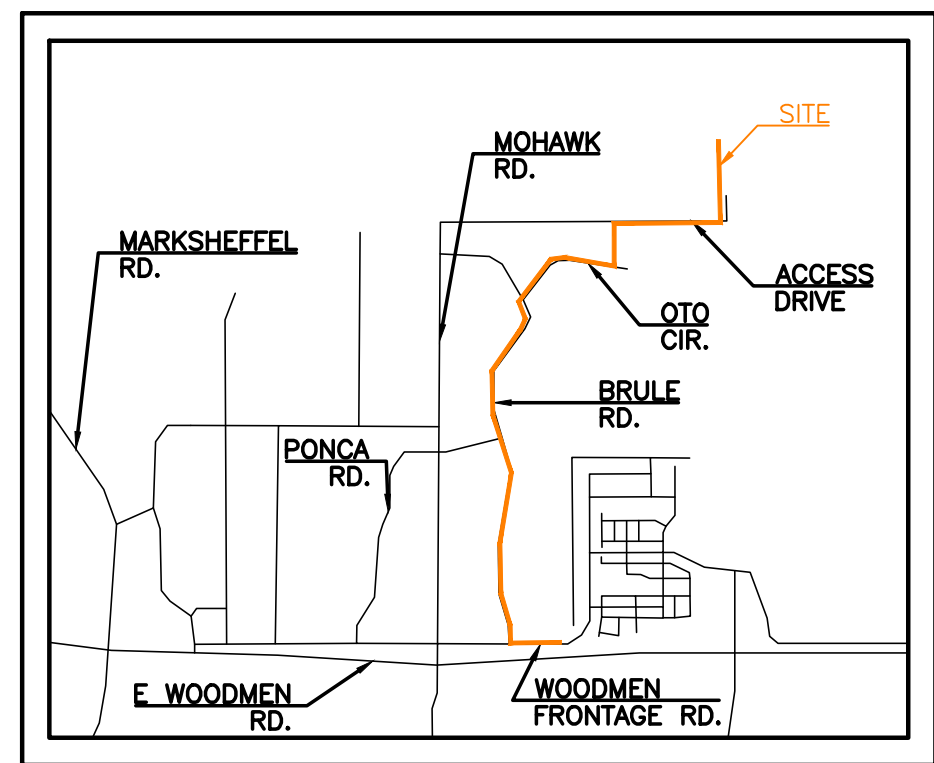 SITE
MOHAWK
RD.
MARKSHEFFEL
RD.
ACCESS
DRIVE
OTO
CIR.
BRULE
RD.
PONCA
RD.
E WOODMEN
RD.
WOODMEN
FRONTAGE RD.